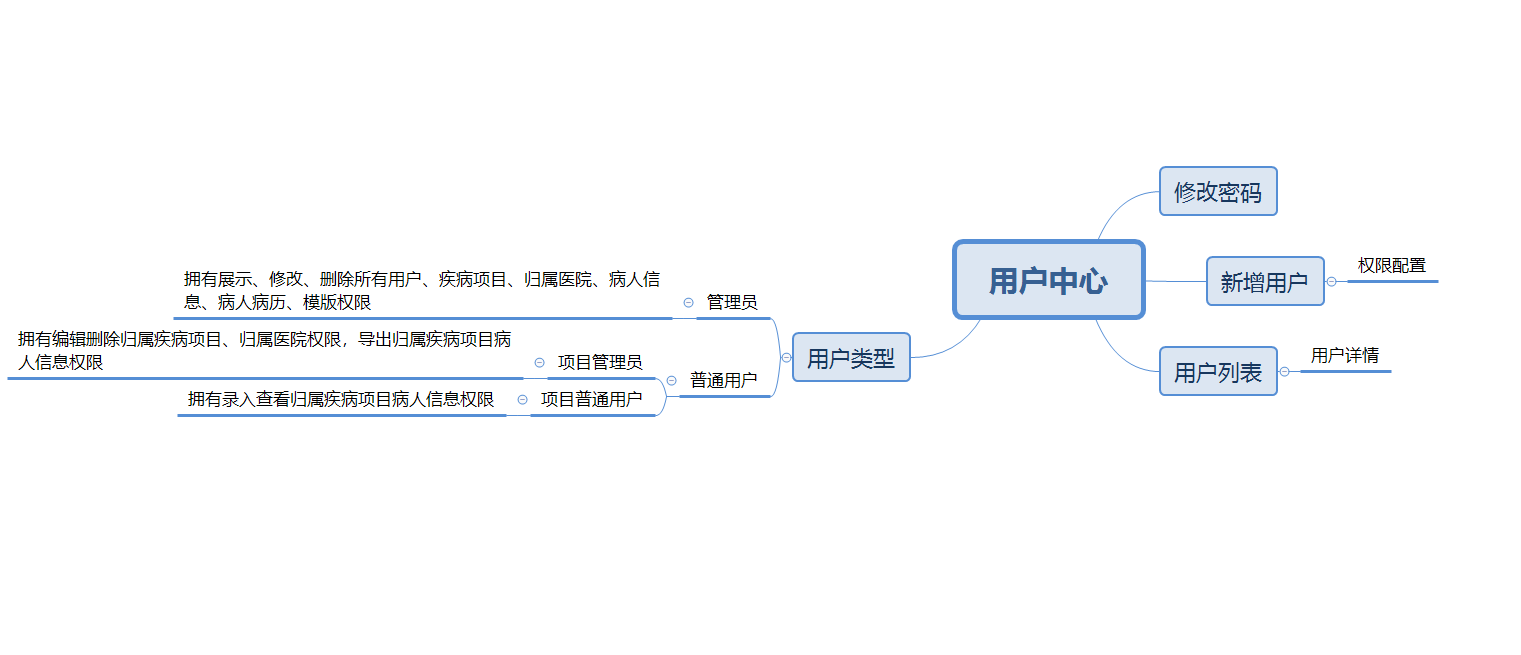 修改密码
用户中心
新增用户
权限配置
用户列表
用户详情
用户类型
管理员
拥有展示、修改、删除所有用户、疾病项目、归属医院、病人信
息、病人病历、模版权限
普通用户
项目管理员
拥有编辑删除归属疾病项目、归属医院权限，导出归属疾病项目病
人信息权限
项目普通用户
拥有录入查看归属疾病项目病人信息权限